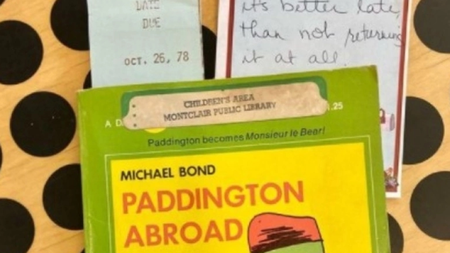 DATE
DUE
OCT. 26, 78
it's better late,
than not returning
it at all.
CHILDREN'S AREA
MONTCLAIR PUBLIC LIBRARY
A D
1.25
Paddington becomes Monsieur le Bear!
MICHAEL BOND
PADDINGTON
ABROAD